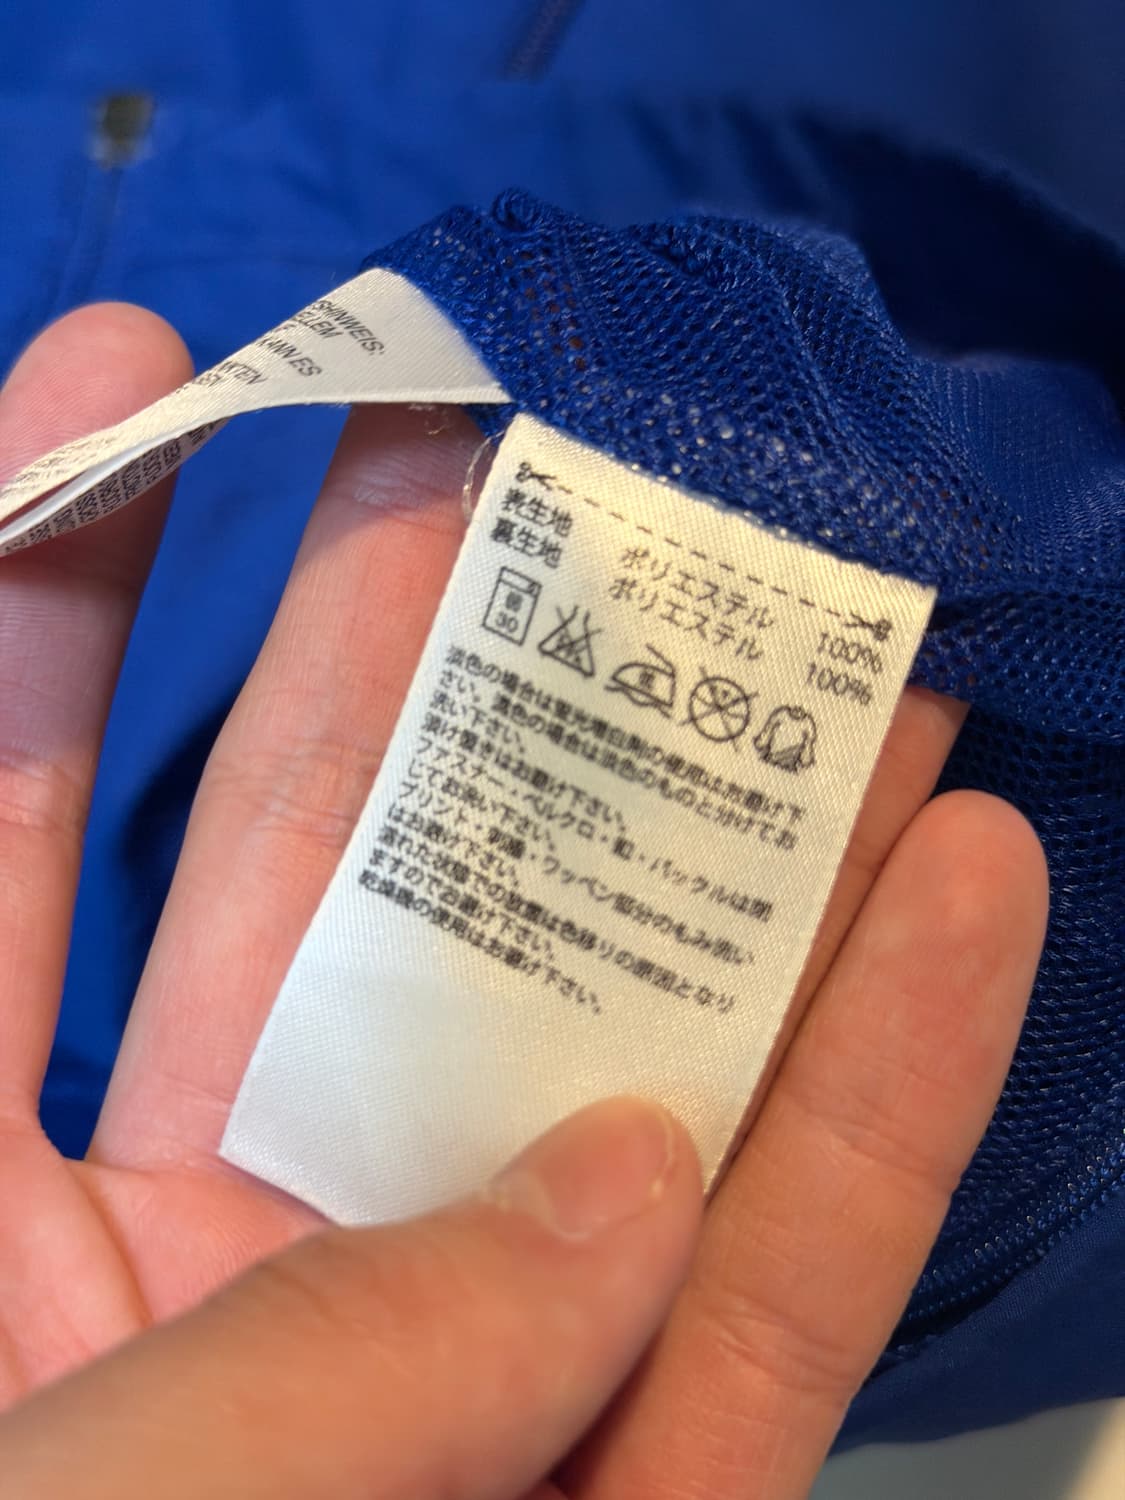 SHINWEIS:
ELEM
KANN ES
表生地 ポリエステル 100%
裏生地 ポリエステル 100%
弱
30
淡色の場合は蛍光増白剤の使用はお避け下
さい。濃色の場合は淡色のものと分けてお
洗い下さい。
漬け置きはお避け下さい。
ファスナー・ベルクロ・釦・バックルは閉
じてお洗い下さい。
プリント・刺繍・ワッペン部分のもみ洗い
はお避け下さい。
濡れた状態での放置は色移りの原因となり
ますのでお避け下さい。
乾燥機の使用はお避け下さい。